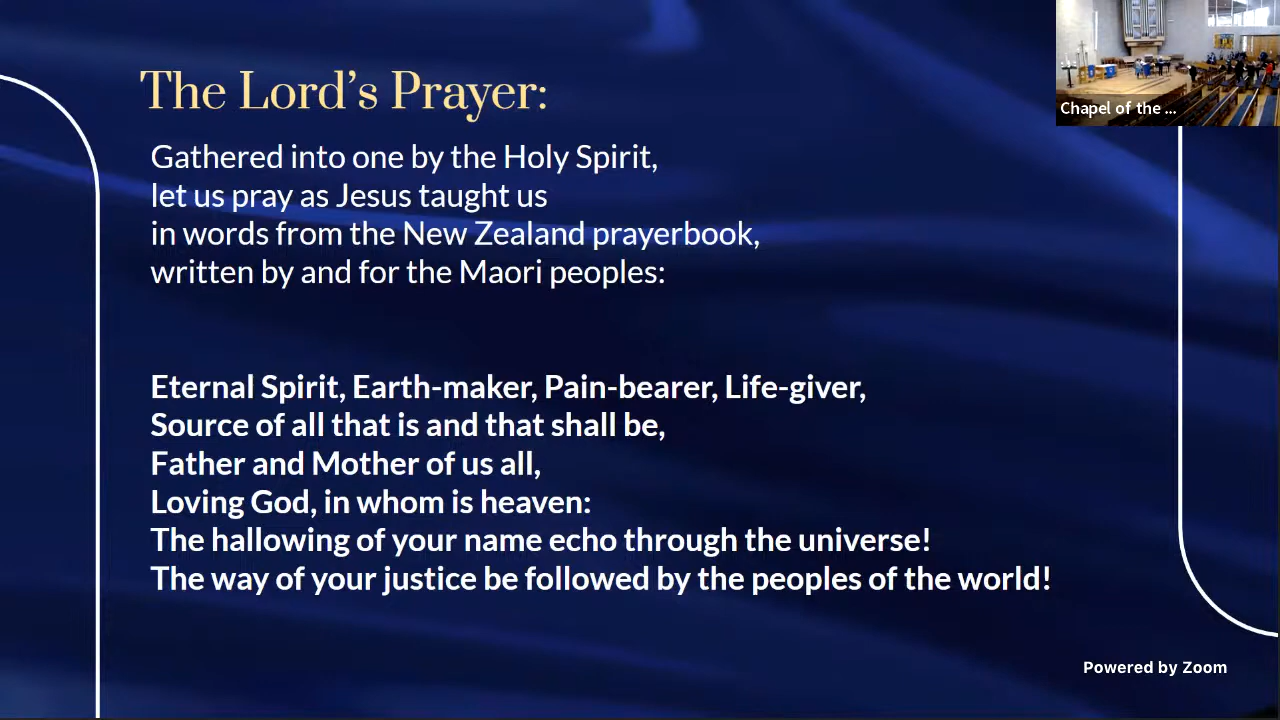 The Lord's Prayer:
Gathered into one by the Holy Spirit,
let us pray as Jesus taught us
in words from the New Zealand prayerbook,
written by and for the Maori peoples:
Eternal Spirit, Earth-maker, Pain-bearer, Life-giver,
Source of all that is and that shall be,
Father and Mother of us all,
Loving God, in whom is heaven:
The hallowing of your name echo through the universe!
The way of your justice be followed by the peoples of the world!
Chapel of the ...
Powered by Zoom